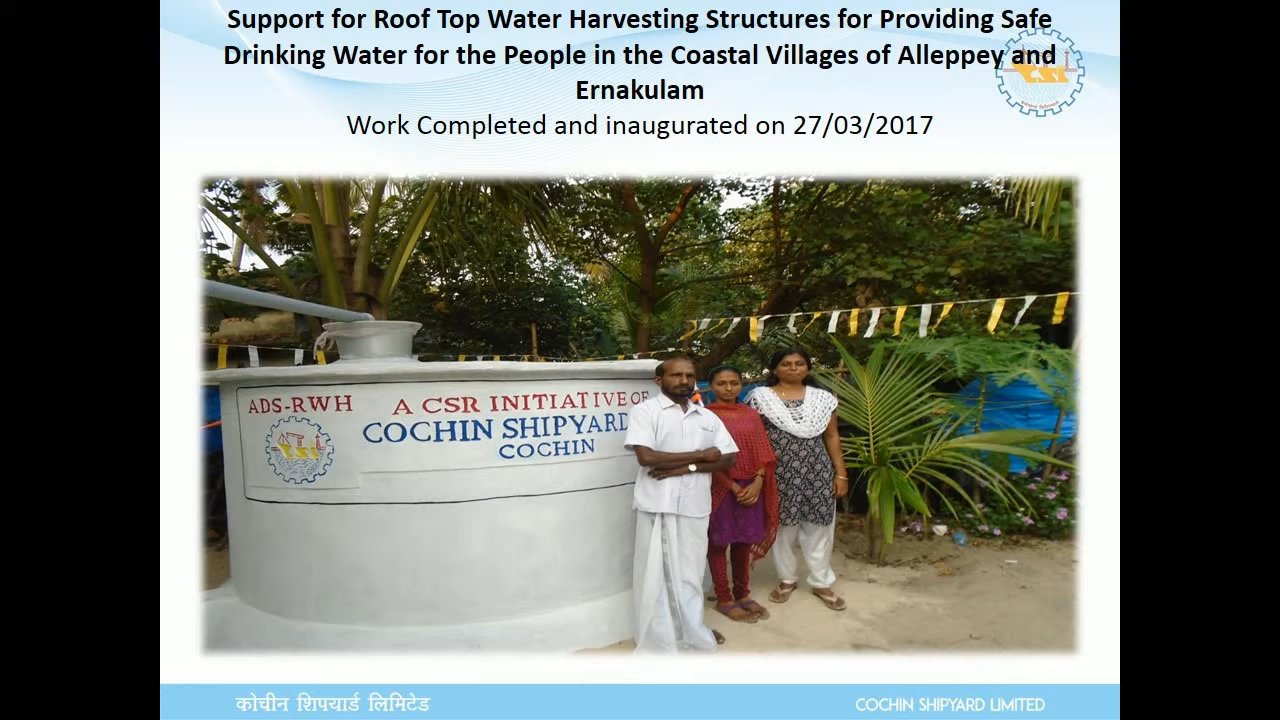 Support for Roof Top Water Harvesting Structures for Providing Safe
Drinking Water for the People in the Coastal Villages of Alleppey and
Ernakulam
Work Completed and inaugurated on 27/03/2017
ADS-RWH
A CSR INITIATIVE OF
COCHIN SHIPYARD
COCHIN
CSL
कोचीन शिपयार्ड लिमिटेड
COCHIN SHIPYARD LIMITED